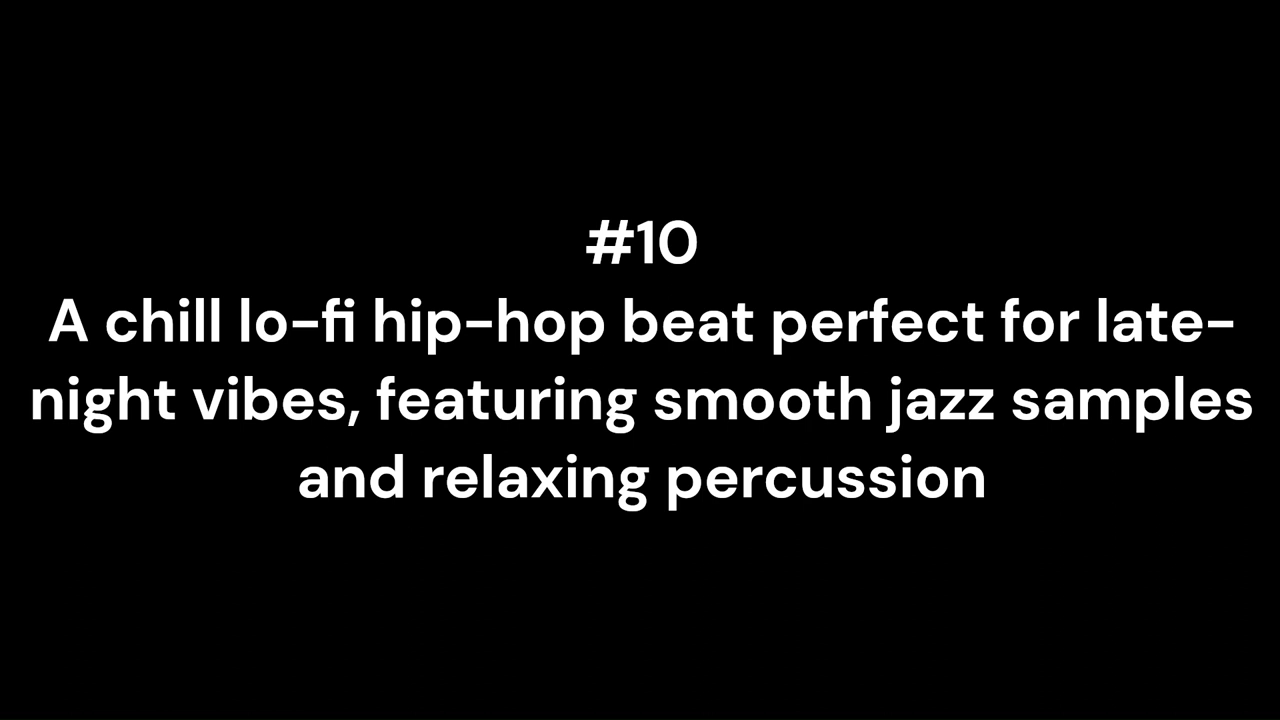 #10
A chill lo-fi hip-hop beat perfect for late-
night vibes, featuring smooth jazz samples
and relaxing percussion